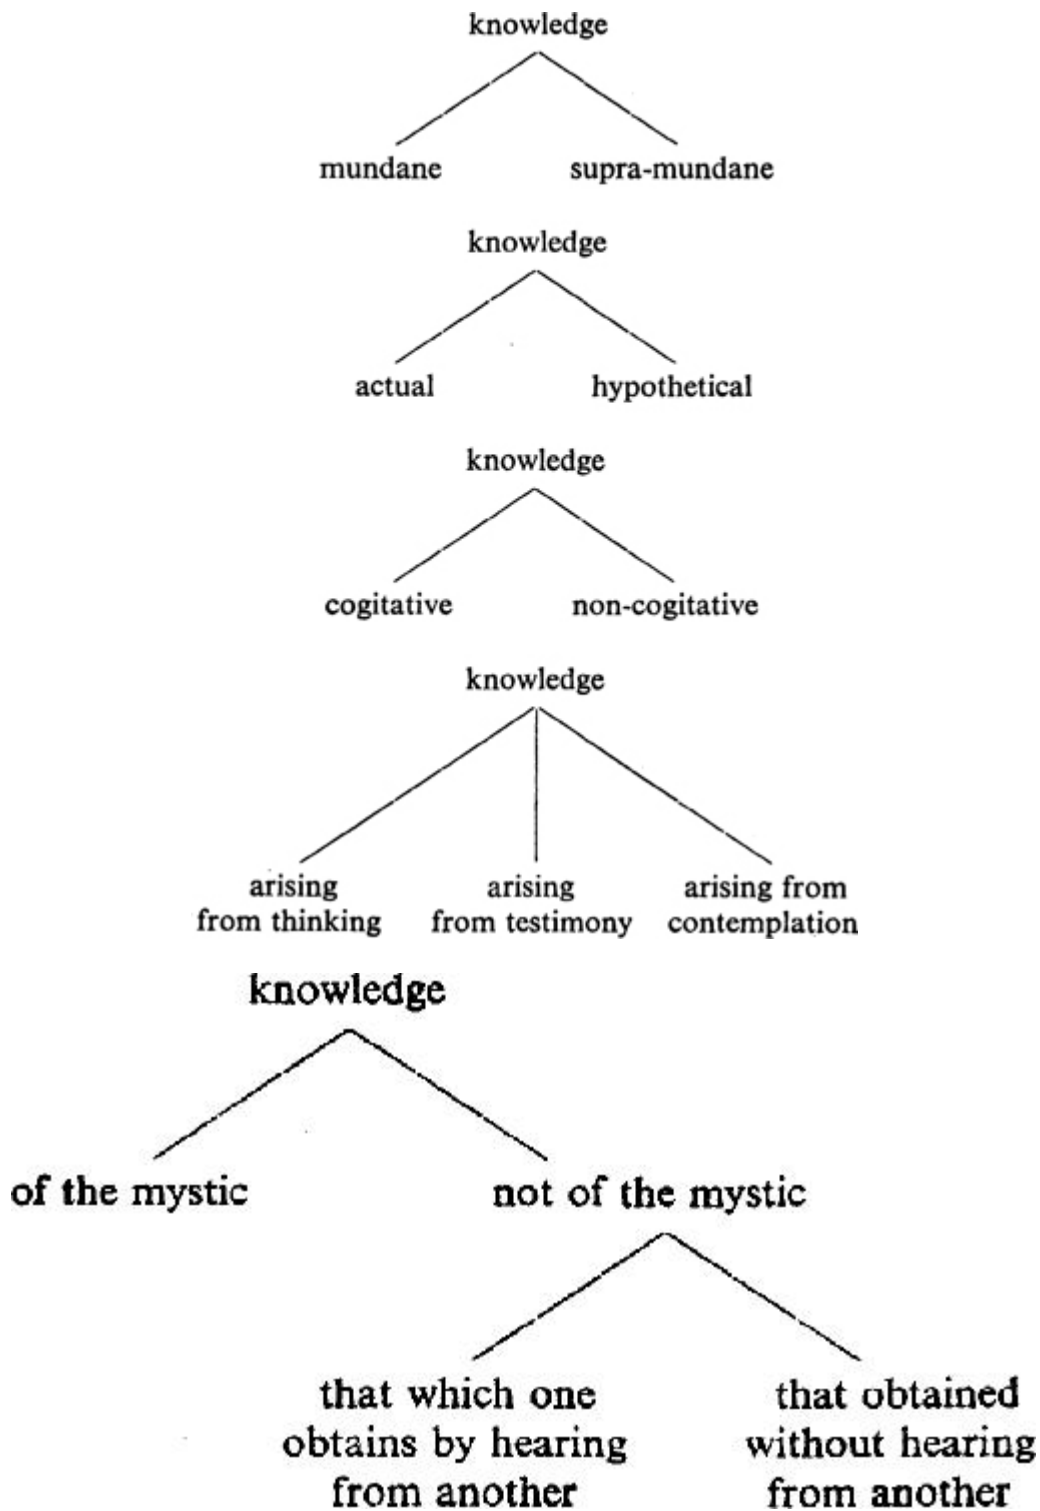 knowledge
mundane supra-mundane
knowledge
actual hypothetical
knowledge
cogitative non-cogitative
knowledge
arising arising arising from
from thinking from testimony contemplation
knowledge
of the mystic not of the mystic
that which one that obtained
obtains by hearing without hearing
from another from another